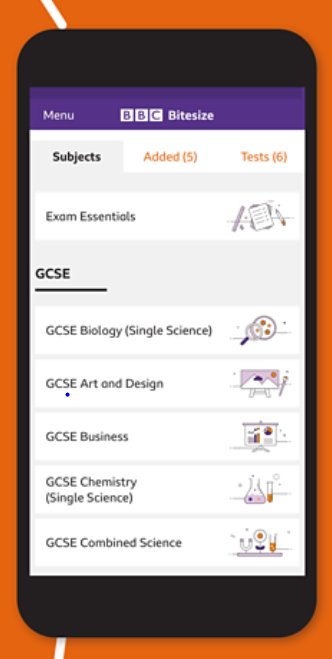 Menu BBC Bitesize
Subjects Added (5) Tests (6)
Exam Essentials
GCSE
GCSE Biology (Single Science)
GCSE Art and Design
GCSE Business
GCSE Chemistry
(Single Science)
GCSE Combined Science